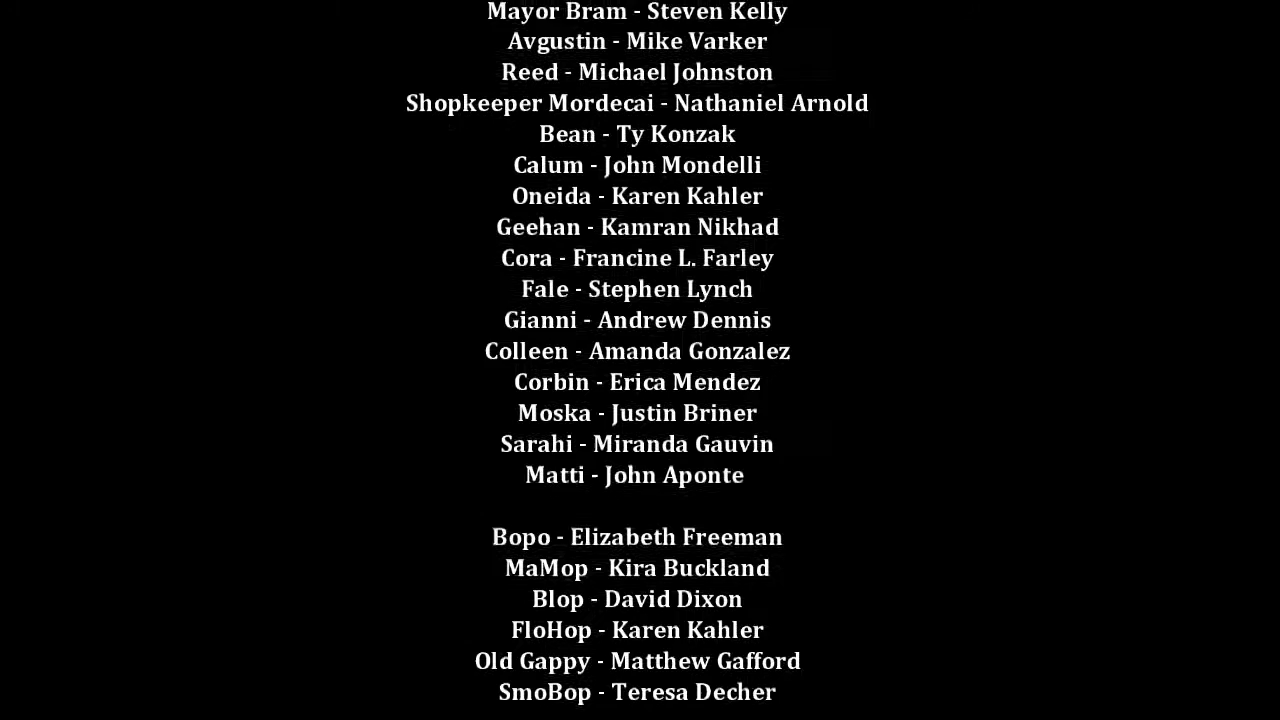 Mayor Bram - Steven Kelly
Avgustin - Mike Varker
Reed - Michael Johnston
Shopkeeper Mordecai - Nathaniel Arnold
Bean - Ty Konzak
Calum - John Mondelli
Oneida - Karen Kahler
Geehan - Kamran Nikhad
Cora - Francine L. Farley
Fale - Stephen Lynch
Gianni - Andrew Dennis
Colleen - Amanda Gonzalez
Corbin - Erica Mendez
Moska - Justin Briner
Sarahi - Miranda Gauvin
Matti - John Aponte
Bopo - Elizabeth Freeman
MaMop - Kira Buckland
Blop - David Dixon
FloHop - Karen Kahler
Old Gappy - Matthew Gafford
SmoBop - Teresa Decher